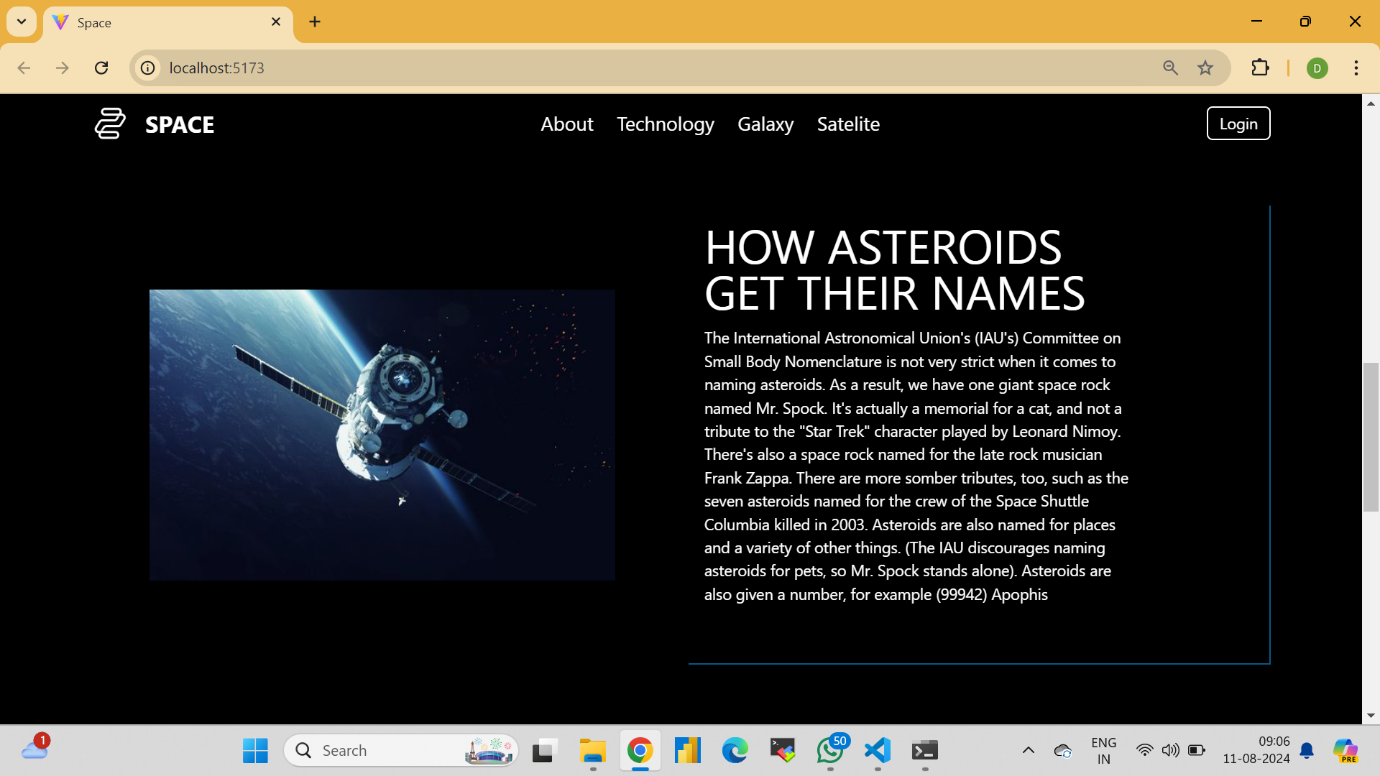 Space
localhost:5173
D
SPACE
About Technology Galaxy Satelite
Login
HOW ASTEROIDS
GET THEIR NAMES
The International Astronomical Union's (IAU's) Committee on
Small Body Nomenclature is not very strict when it comes to
naming asteroids. As a result, we have one giant space rock
named Mr. Spock. It's actually a memorial for a cat, and not a
tribute to the "Star Trek" character played by Leonard Nimoy.
There's also a space rock named for the late rock musician
Frank Zappa. There are more somber tributes, too, such as the
seven asteroids named for the crew of the Space Shuttle
Columbia killed in 2003. Asteroids are also named for places
and a variety of other things. (The IAU discourages naming
asteroids for pets, so Mr. Spock stands alone). Asteroids are
also given a number, for example (99942) Apophis
1
Search
50
ENG
IN
09:06
11-08-2024
PRE